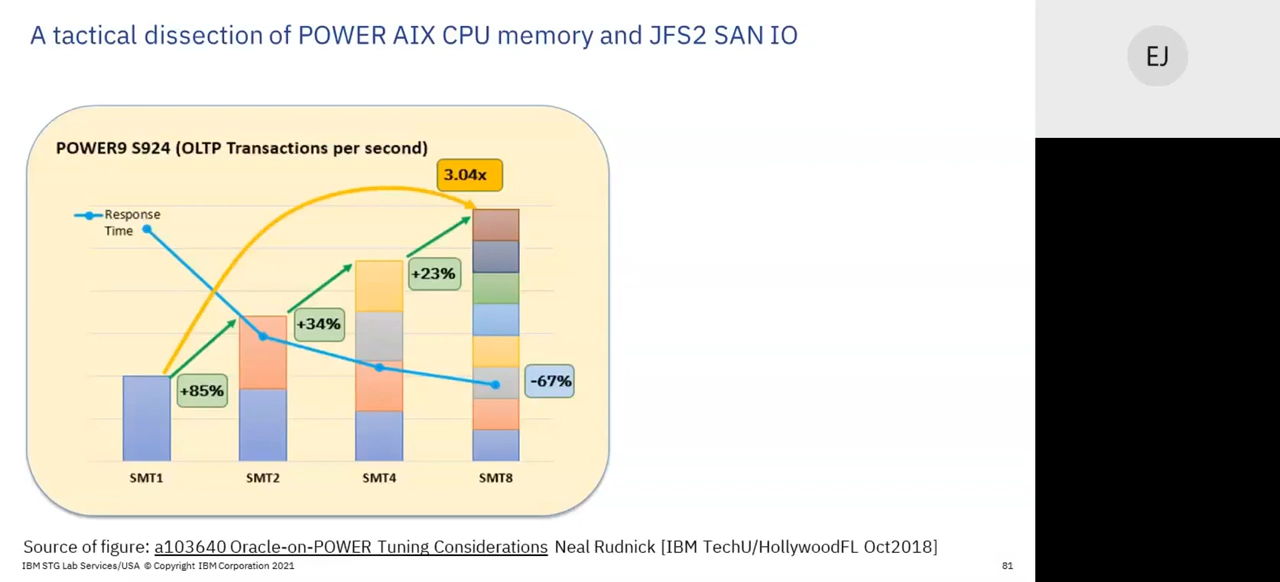 A tactical dissection of POWER AIX CPU memory and JFS2 SAN IO
EJ
POWER9 S924 (OLTP Transactions per second)
3.04x
Response
Time
+23%
+34%
+85%
-67%
SMT1 SMT2 SMT4 SMT8
Source of figure: a103640 Oracle-on-POWER Tuning Considerations Neal Rudnick [IBM TechU/HollywoodFL Oct2018]
IBM STG Lab Services/USA © Copyright IBM Corporation 2021
81